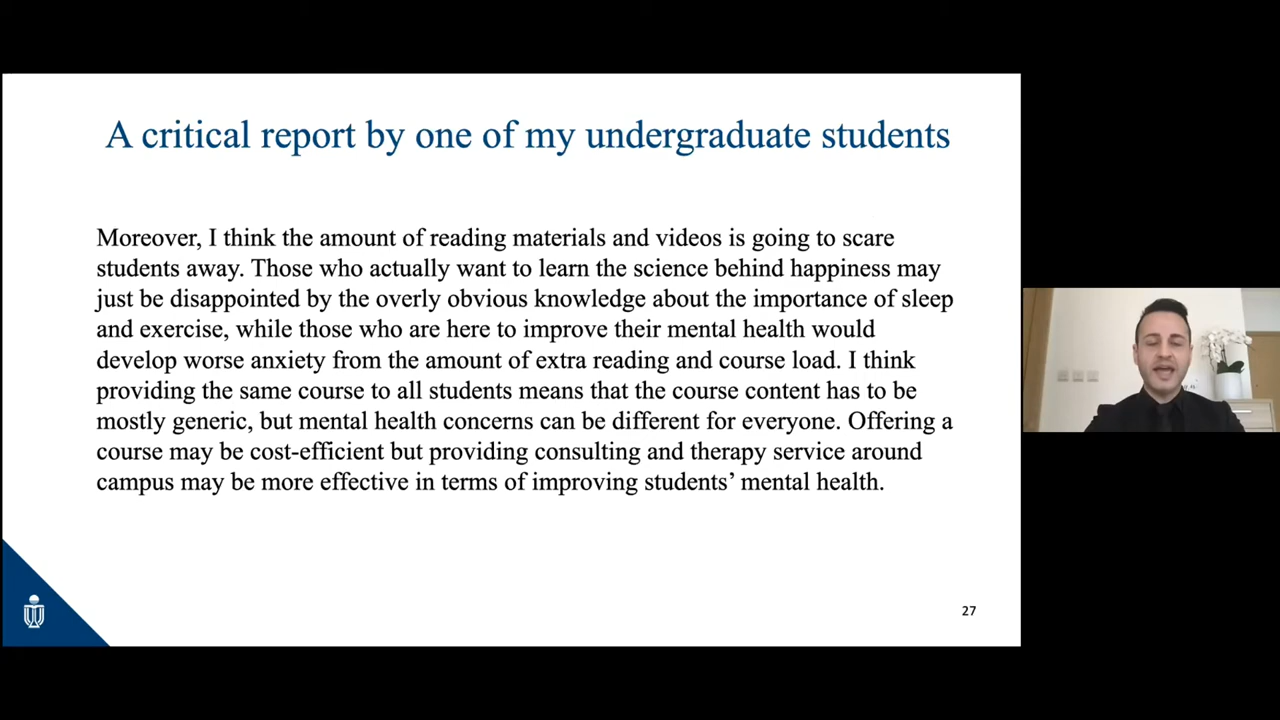 A critical report by one of my undergraduate students
Moreover, I think the amount of reading materials and videos is going to scare
students away. Those who actually want to learn the science behind happiness may
just be disappointed by the overly obvious knowledge about the importance of sleep
and exercise, while those who are here to improve their mental health would
develop worse anxiety from the amount of extra reading and course load. I think
providing the same course to all students means that the course content has to be
mostly generic, but mental health concerns can be different for everyone. Offering a
course may be cost-efficient but providing consulting and therapy service around
campus may be more effective in terms of improving students’ mental health.
27